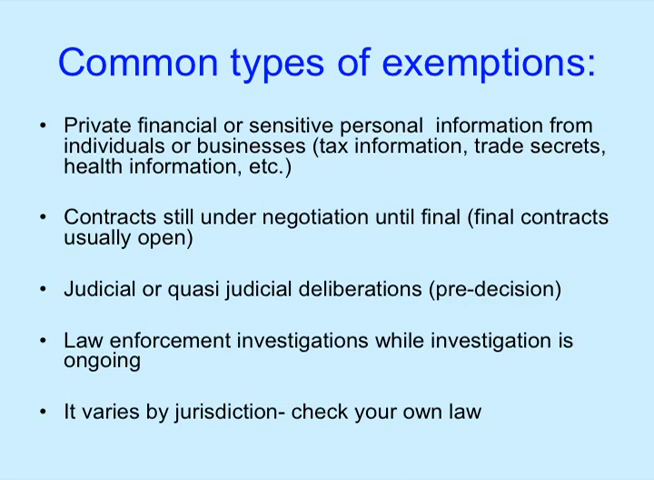 Common types of exemptions:
• Private financial or sensitive personal  information from
individuals or businesses (tax information, trade secrets,
health information, etc.)
• Contracts still under negotiation until final (final contracts
usually open)
• Judicial or quasi judicial deliberations (pre-decision)
• Law enforcement investigations while investigation is
ongoing
• It varies by jurisdiction- check your own law